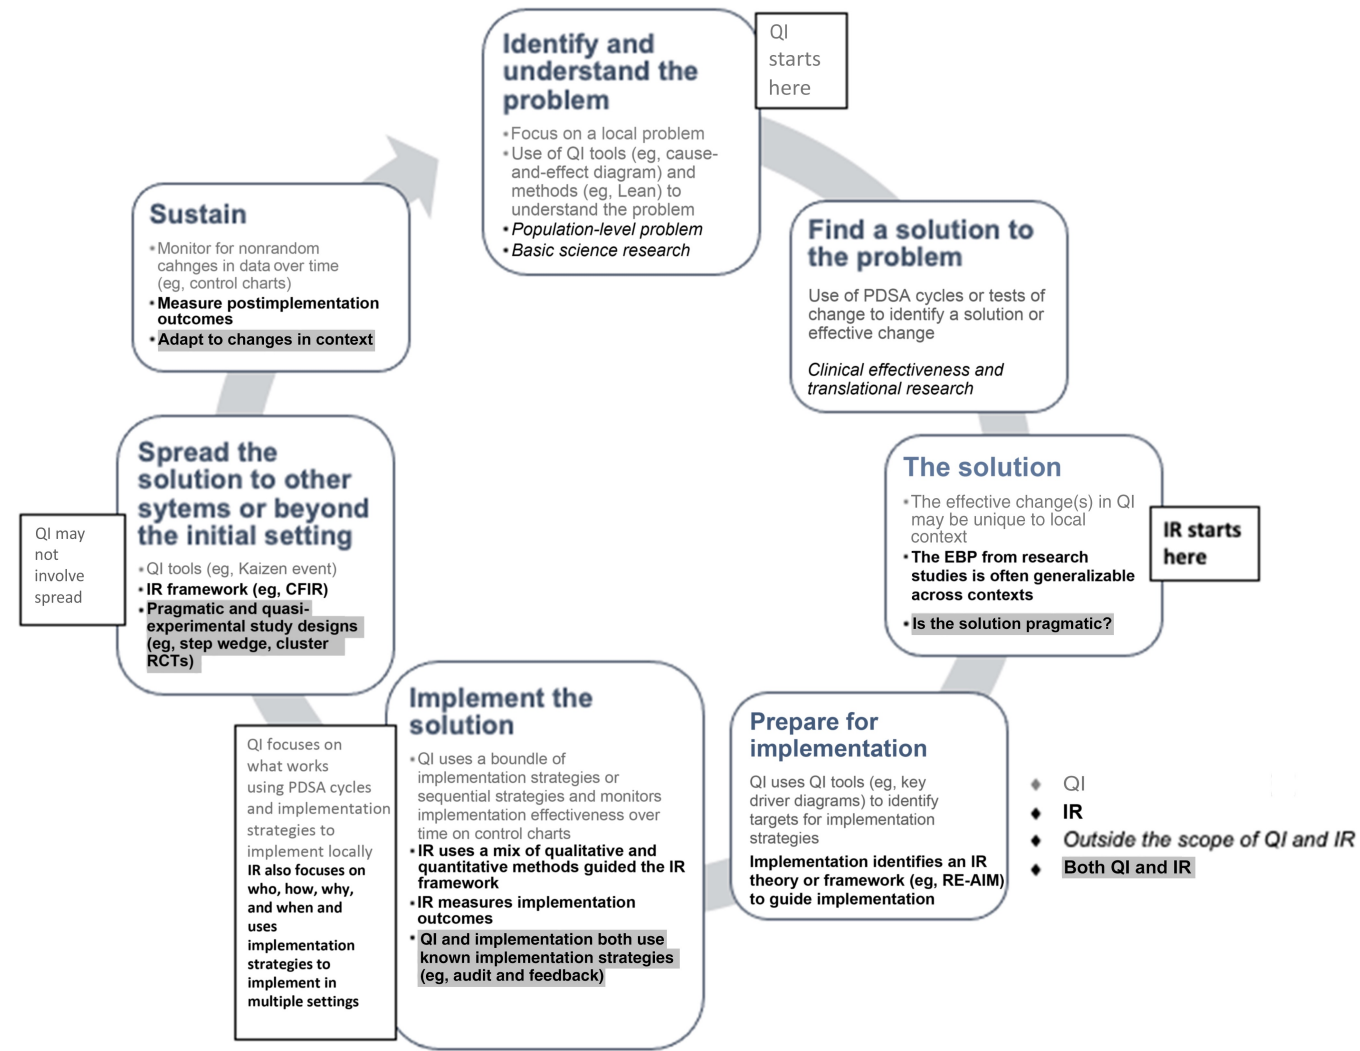 Identify and
understand the
problem
•Focus on a local problem
•Use of QI tools (eg, cause-
and-effect diagram) and
methods (eg, Lean) to
understand the problem
•Population-level problem
•Basic science research
QI
starts
here
Find a solution to
the problem
Use of PDSA cycles or tests of
change to identify a solution or
effective change
Clinical effectiveness and
translational research
The solution
•The effective change(s) in QI
may be unique to local
context
•The EBP from research
studies is often generalizable
across contexts
•Is the solution pragmatic?
IR starts
here
Prepare for
implementation
QI uses QI tools (eg, key
driver diagrams) to identify
targets for implementation
strategies
Implementation identifies an IR
theory or framework (eg, RE-AIM)
to guide implementation
Implement the
solution
•QI uses a boundle of
implementation strategies or
sequential strategies and monitors
implementation effectiveness over
time on control charts
•IR uses a mix of qualitative and
quantitative methods guided the IR
framework
•IR measures implementation
outcomes
•QI and implementation both use
known implementation strategies
(eg, audit and feedback)
QI focuses on
what works
using PDSA cycles
and implementation
strategies to
implement locally
IR also focuses on
who, how, why,
and when and
uses
implementation
strategies to
implement in
multiple settings
Spread the
solution to other
sytems or beyond
the initial setting
•QI tools (eg, Kaizen event)
•IR framework (eg, CFIR)
•Pragmatic and quasi-
experimental study designs
(eg, step wedge, cluster
RCTs)
QI may
not
involve
spread
Sustain
•Monitor for nonrandom
cahnges in data over time
(eg, control charts)
•Measure postimplementation
outcomes
•Adapt to changes in context
♦ QI
♦ IR
♦ Outside the scope of QI and IR
♦ Both QI and IR